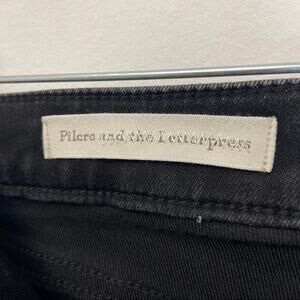 Pilcro and the Letterpress